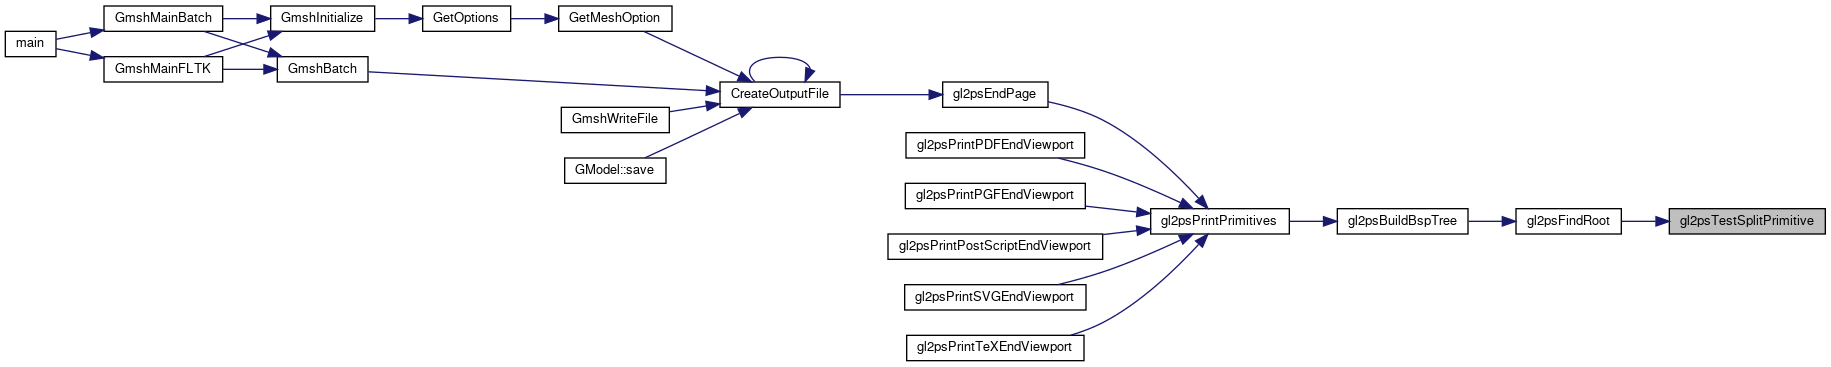 GmshMainBatch
GmshInitialize
GetOptions
GetMeshOption
main
GmshMainFLTK
GmshBatch
CreateOutputFile
gl2psEndPage
GmshWriteFile
gl2psPrintPDFEndViewport
GModel::save
gl2psPrintPGFEndViewport
gl2psPrintPrimitives
gl2psBuildBspTree
gl2psFindRoot
gl2psTestSplitPrimitive
gl2psPrintPostScriptEndViewport
gl2psPrintSVGEndViewport
gl2psPrintTeXEndViewport